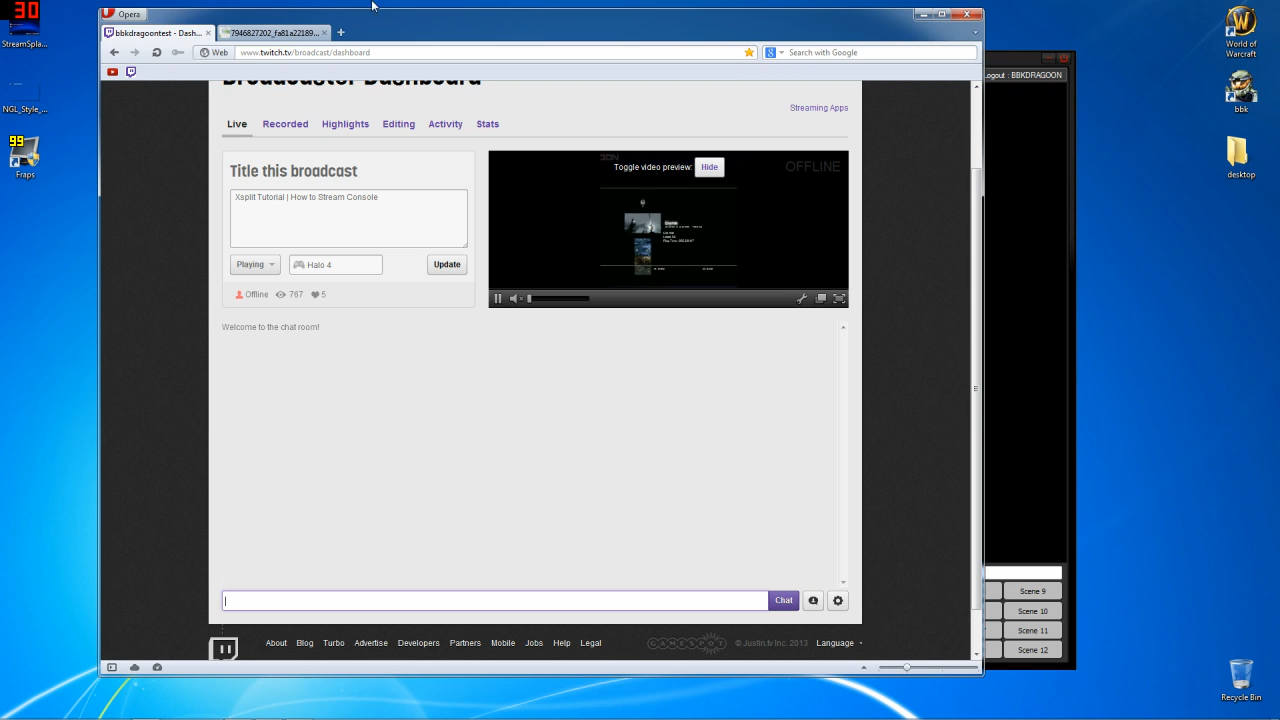 30
StreamSpla...
NGL_Style_...
99
Fraps
Opera
bbkdragoontest - Dash...
7946827202_fa81a22189...
Web
www.twitch.tv/broadcast/dashboard
Search with Google
Broadcaster Dashboard
Streaming Apps
Live
Recorded
Highlights
Editing
Activity
Stats
Title this broadcast
Xsplit Tutorial | How to Stream Console
Playing
Halo 4
Update
Offline
767
5
Toggle video preview:
Hide
OFFLINE
Welcome to the chat room!
Chat
About
Blog
Turbo
Advertise
Developers
Partners
Mobile
Jobs
Help
Legal
GAMESPOT
© Justin.tv Inc. 2013
Language
Logout : BBKDRAGOON
Scene 9
Scene 10
Scene 11
Scene 12
World of
Warcraft
bbk
desktop
Recycle Bin